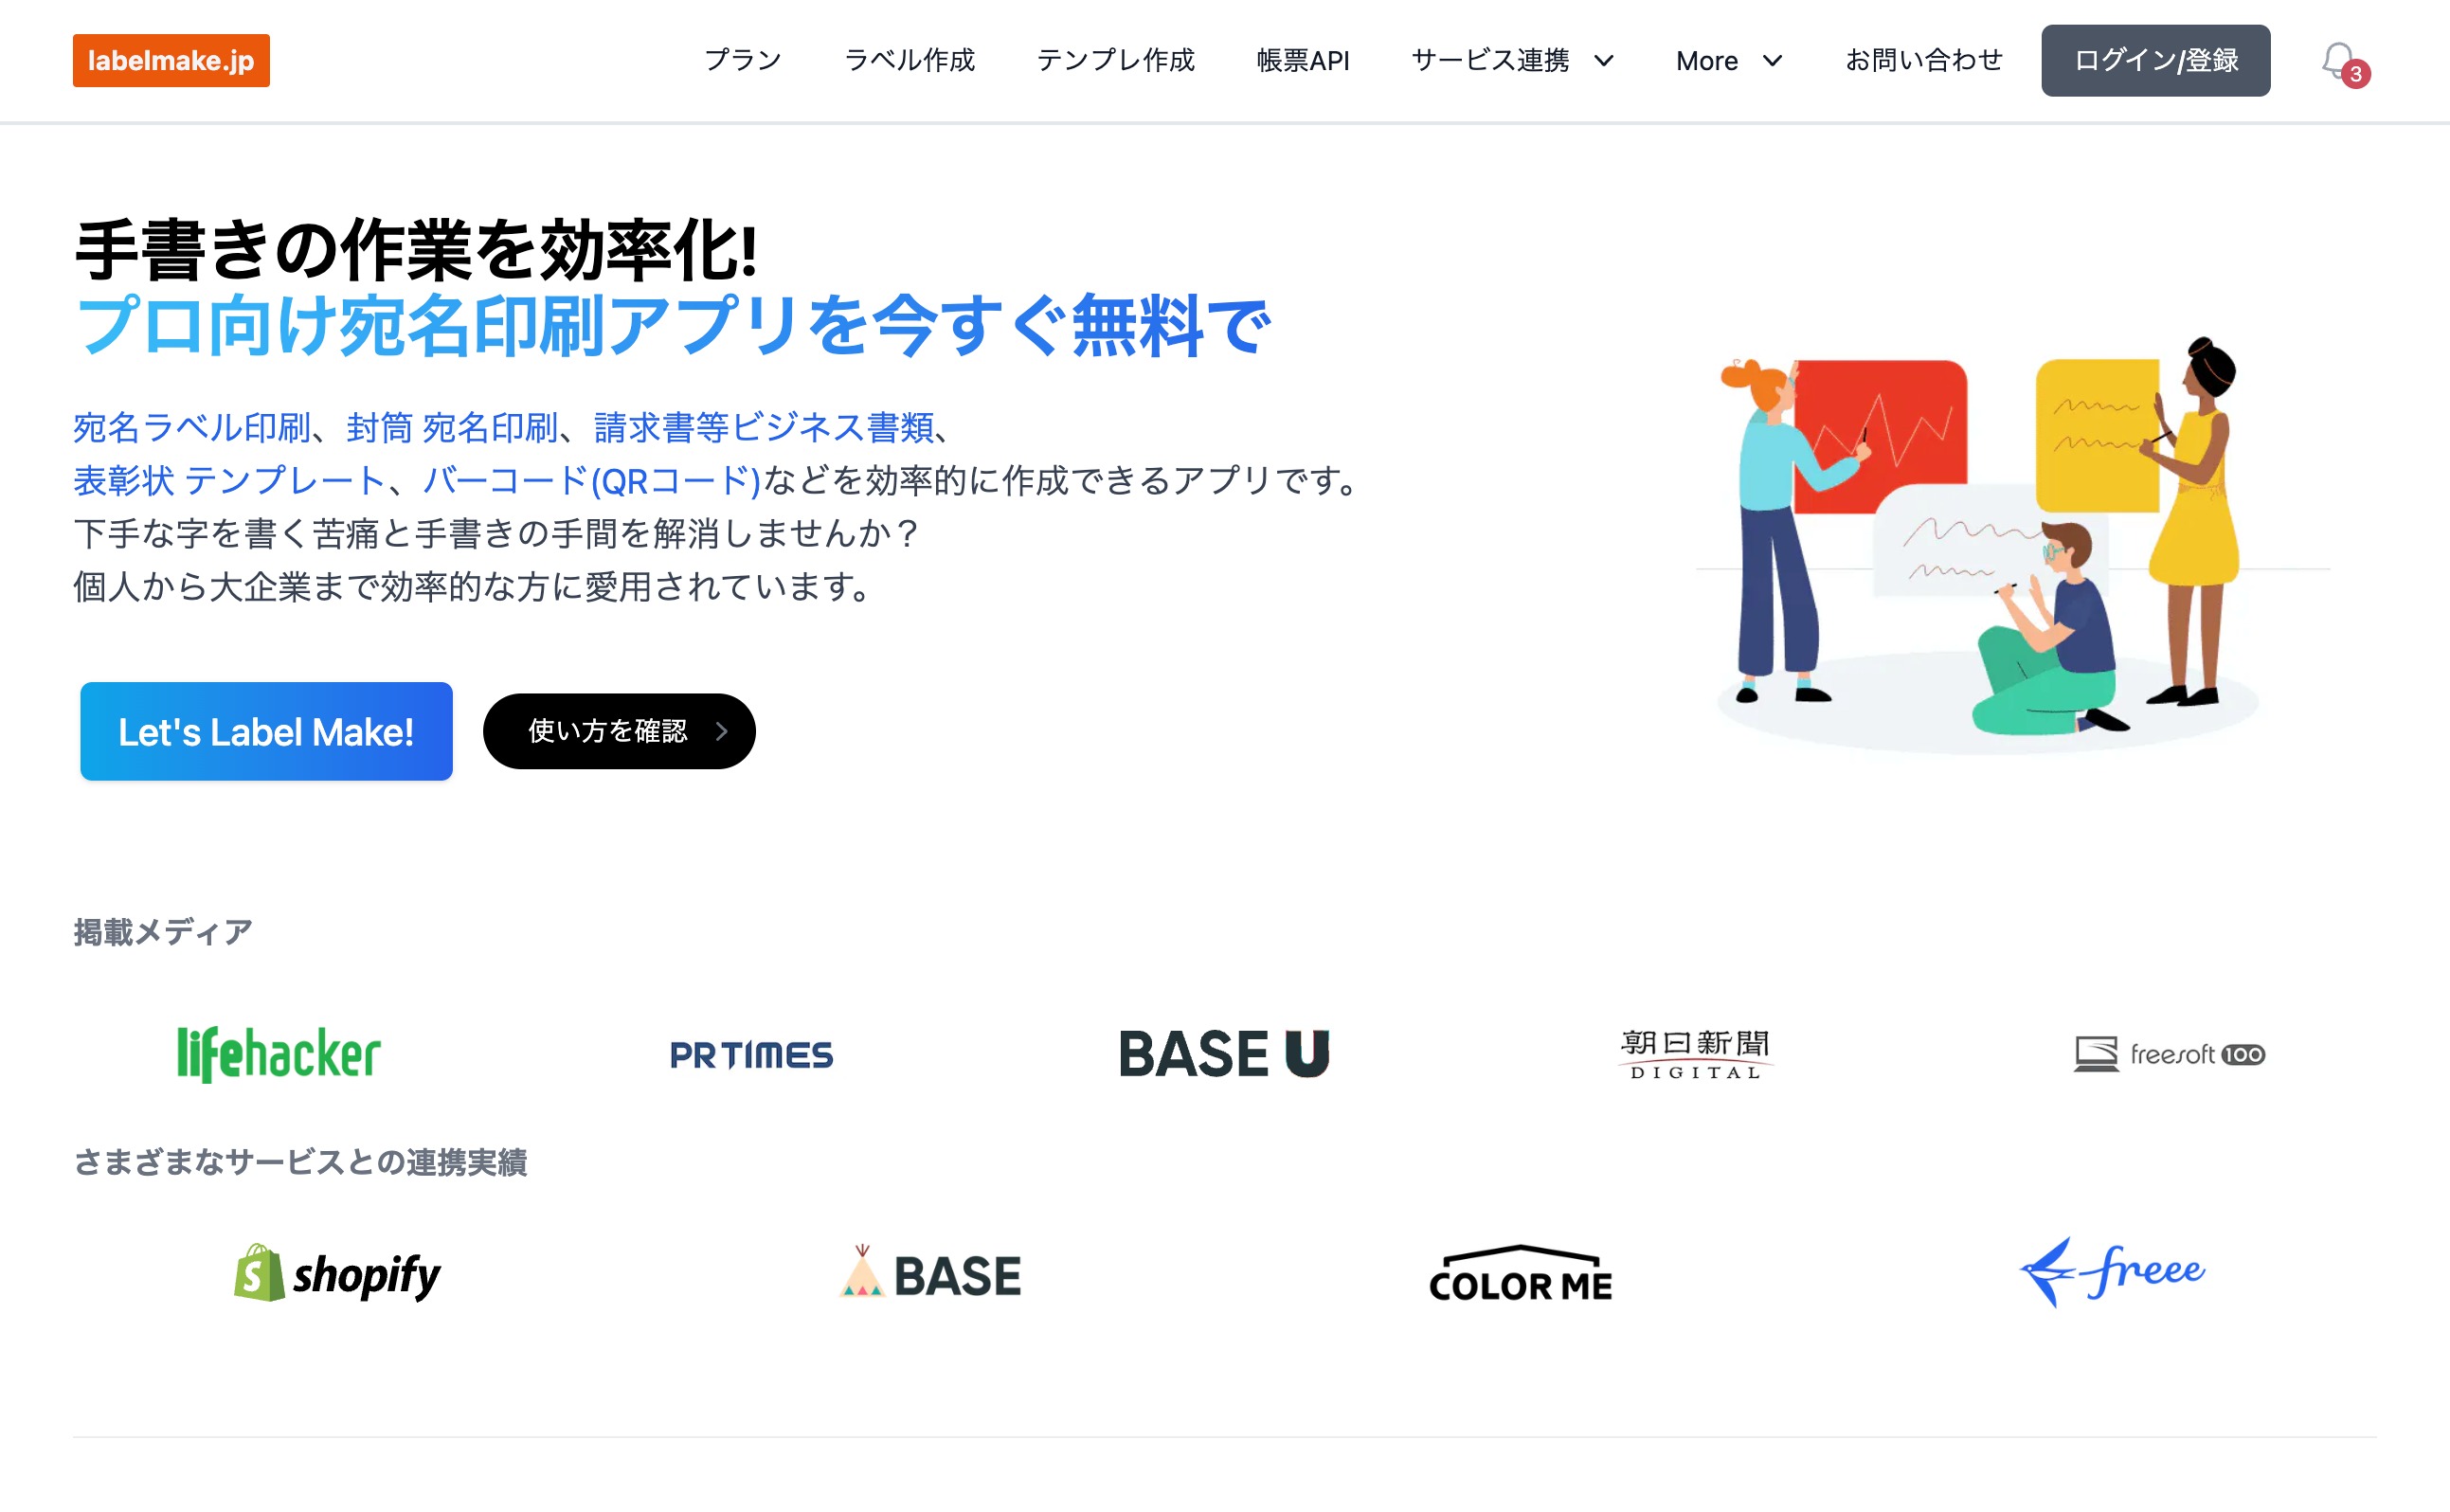 labelmake.jp
プラン ラベル作成 テンプレ作成 帳票API サービス連携 More お問い合わせ ログイン/登録 3
手書きの作業を効率化!
プロ向け宛名印刷アプリを今すぐ無料で
宛名ラベル印刷、封筒 宛名印刷、請求書等ビジネス書類、
表彰状 テンプレート、バーコード(QRコード)などを効率的に作成できるアプリです。
下手な字を書く苦痛と手書きの手間を解消しませんか？
個人から大企業まで効率的な方に愛用されています。
Let's Label Make! 使い方を確認
掲載メディア
lifehacker PR TIMES BASE U 朝日新聞 DIGITAL freesoft 100
さまざまなサービスとの連携実績
shopify BASE COLOR ME freee